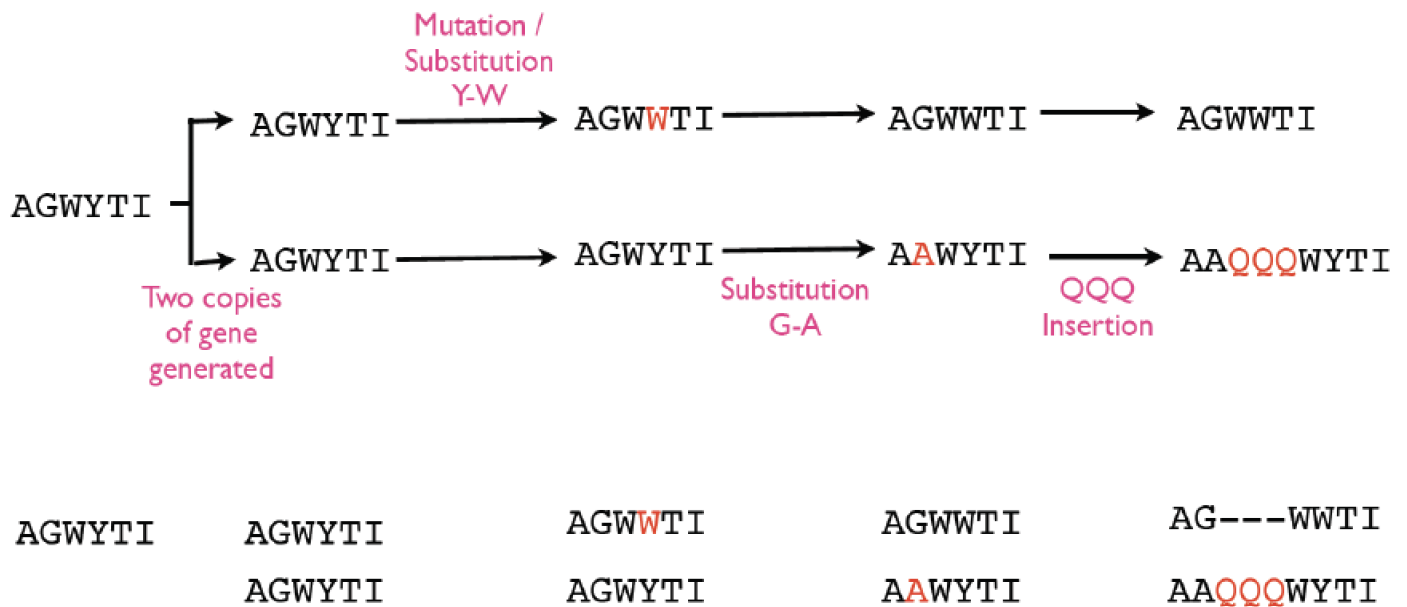 Mutation /
Substitution
Y-W
AGWYTI
AGWWTI
AGWWTI
AGWWTI
AGWYTI
AGWYTI
AGWYTI
AAWYTI
AAQQQWYTI
Two copies
of gene
generated
Substitution
G-A
QQQ
Insertion
AGWYTI
AGWYTI
AGWWTI
AGWWTI
AG---WWTI
AGWYTI
AGWYTI
AAWYTI
AAQQQWYTI